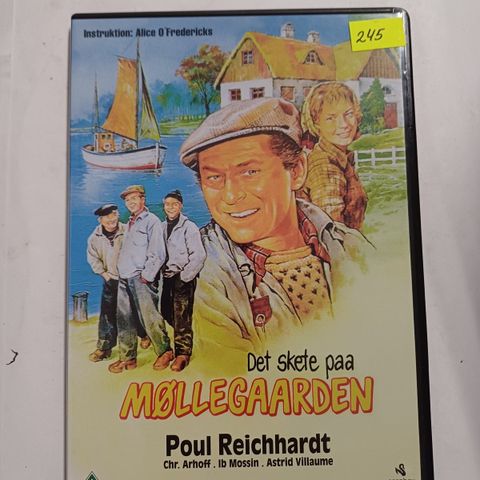 Instruktion: Alice O'Fredericks
245
Det skete paa
MØLLEGAARDEN
Poul Reichhardt
Chr. Arhoff . Ib Mossin . Astrid Villaume